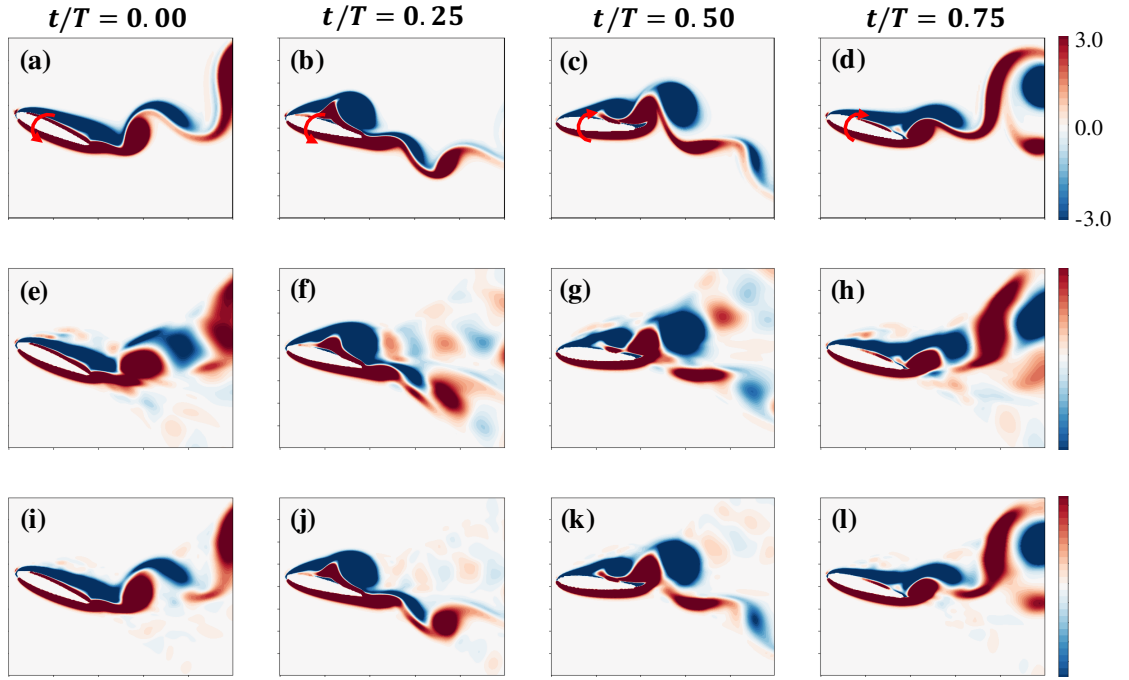 t/T = 0.00
t/T = 0.25
t/T = 0.50
t/T = 0.75
(a)
(b)
(c)
(d)
3.0
0.0
-3.0
(e)
(f)
(g)
(h)
(i)
(j)
(k)
(l)